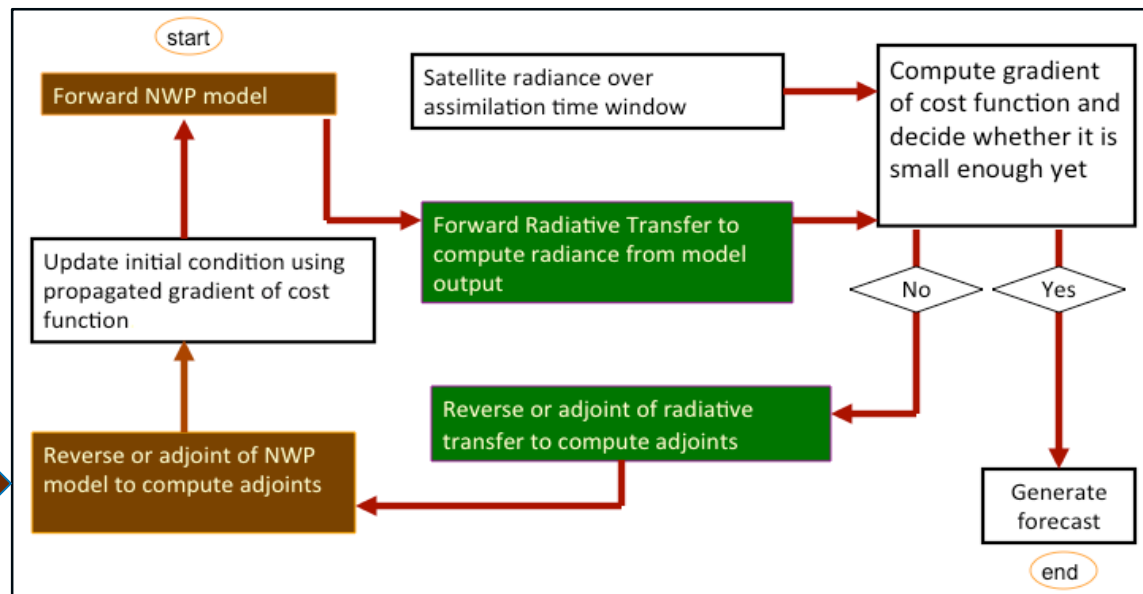 start
Forward NWP model
Satellite radiance over
assimilation time window
Compute gradient
of cost function and
decide whether it is
small enough yet
Forward Radiative Transfer to
compute radiance from model
output
Update initial condition using
propagated gradient of cost
function
No
Yes
Reverse or adjoint of radiative
transfer to compute adjoints
Reverse or adjoint of NWP
model to compute adjoints
Generate
forecast
end